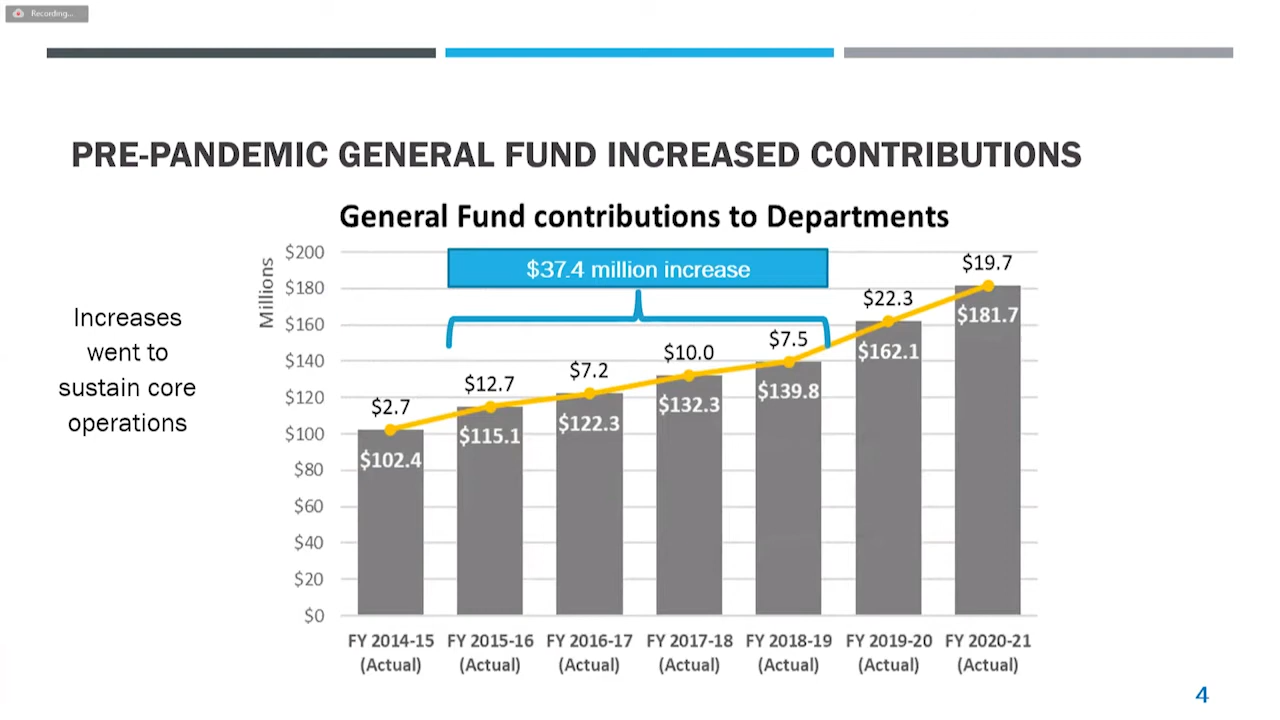 Recording...
PRE-PANDEMIC GENERAL FUND INCREASED CONTRIBUTIONS
Increases
went to
sustain core
operations
General Fund contributions to Departments
Millions
$200
$180
$160
$140
$120
$100
$80
$60
$40
$20
$0
$37.4 million increase
$2.7
$12.7
$7.2
$10.0
$7.5
$22.3
$19.7
$102.4
$115.1
$122.3
$132.3
$139.8
$162.1
$181.7
FY 2014-15 FY 2015-16 FY 2016-17 FY 2017-18 FY 2018-19 FY 2019-20 FY 2020-21
(Actual) (Actual) (Actual) (Actual) (Actual) (Actual) (Actual)
4